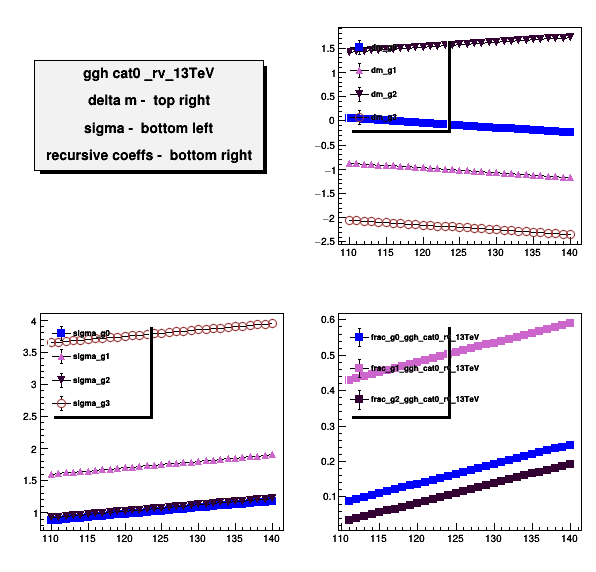 ggh cat0 _rv_13TeV
delta m - top right
sigma - bottom left
recursive coeffs - bottom right
1.5
1
0.5
0
−0.5
−1
−1.5
−2
−2.5
dm_g1
dm_g2
110 115 120 125 130 135 140
4
3.5
3
2.5
2
1.5
1
sigma_g0
sigma_g1
sigma_g2
sigma_g3
110 115 120 125 130 135 140
0.6
0.5
0.4
0.3
0.2
0.1
frac_g0_ggh_cat0_rv_13TeV
frac_g1_ggh_cat0_rv_13TeV
frac_g2_ggh_cat0_rv_13TeV
110 115 120 125 130 135 140